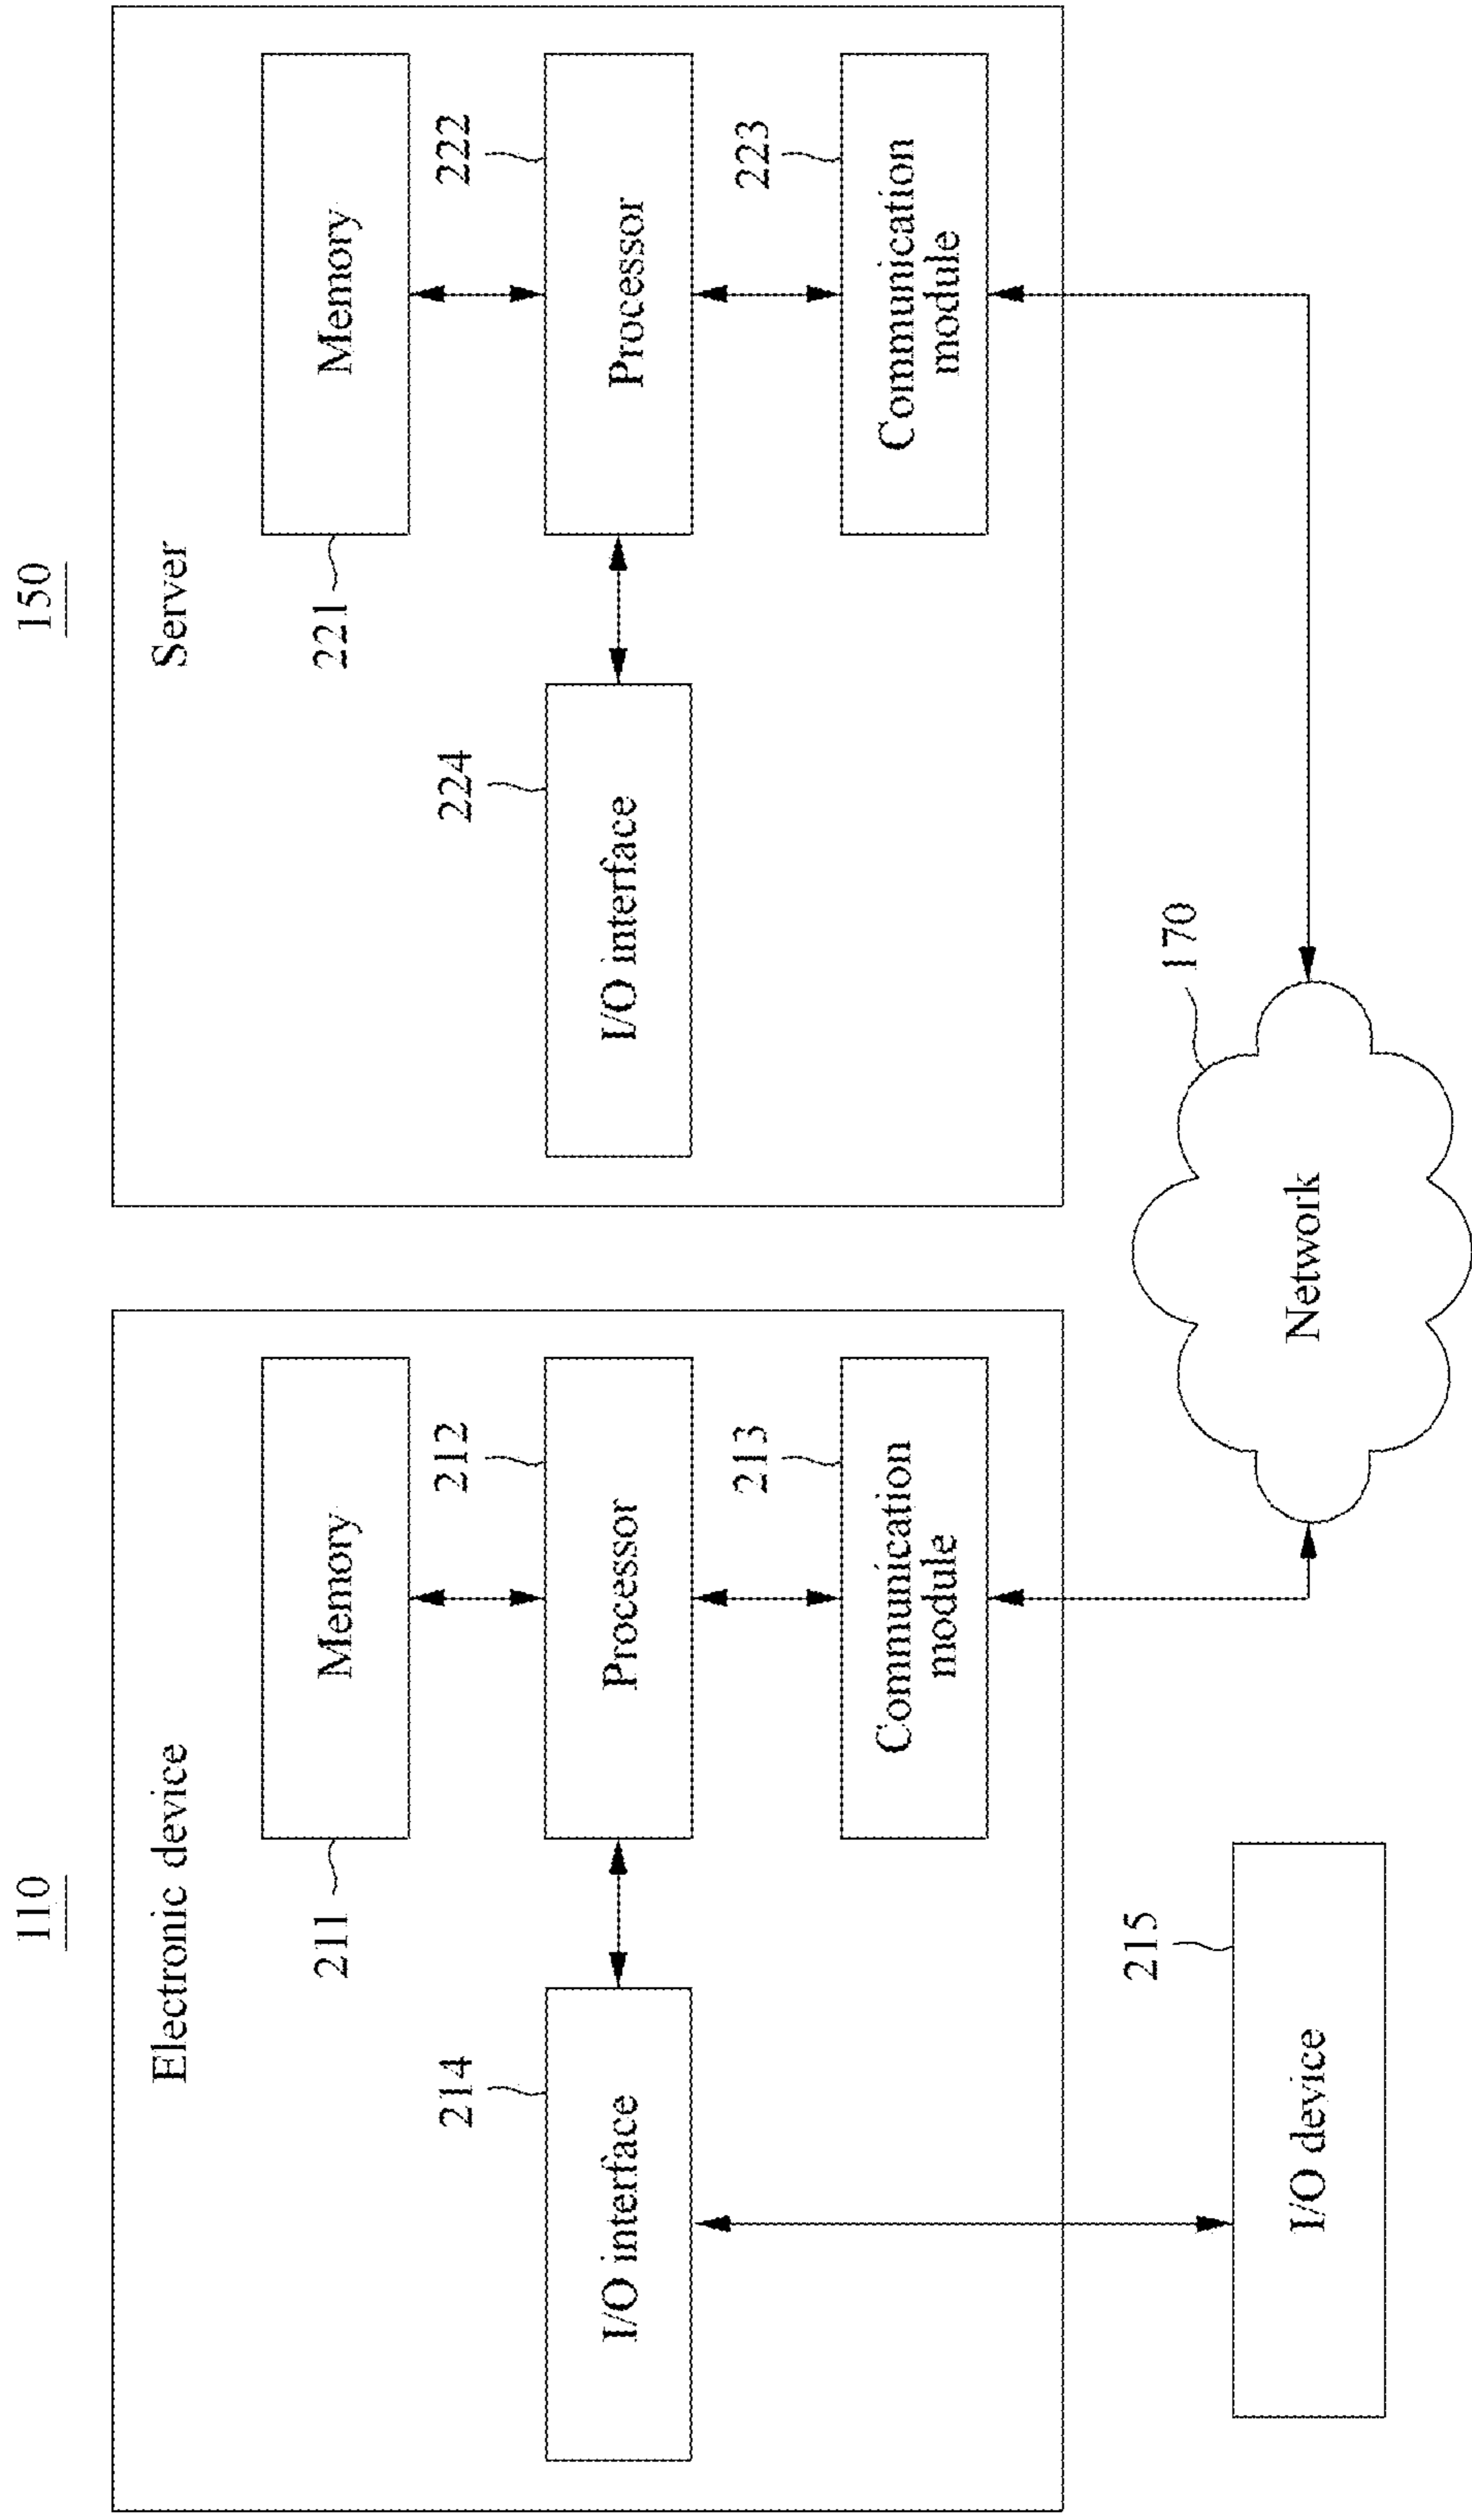 110
150
Electronic device
Server
Memory
211
Memory
221
212
222
214
I/O interface
Processor
224
I/O interface
Processor
213
223
Communication
module
Communication
module
215
I/O device
170
Network